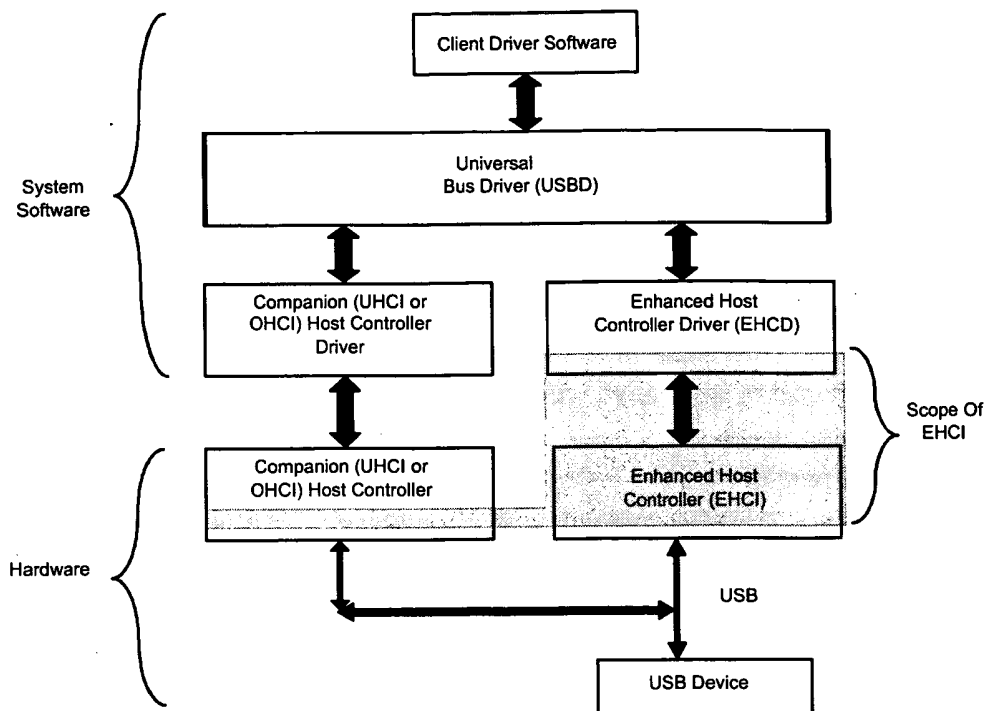 Client Driver Software
Universal
Bus Driver (USBD)
System
Software
Companion (UHCI or
OHCI) Host Controller
Driver
Enhanced Host
Controller Driver (EHCD)
Scope Of
EHCI
Companion (UHCI or
OHCI) Host Controller
Enhanced Host
Controller (EHCI)
Hardware
USB
USB Device